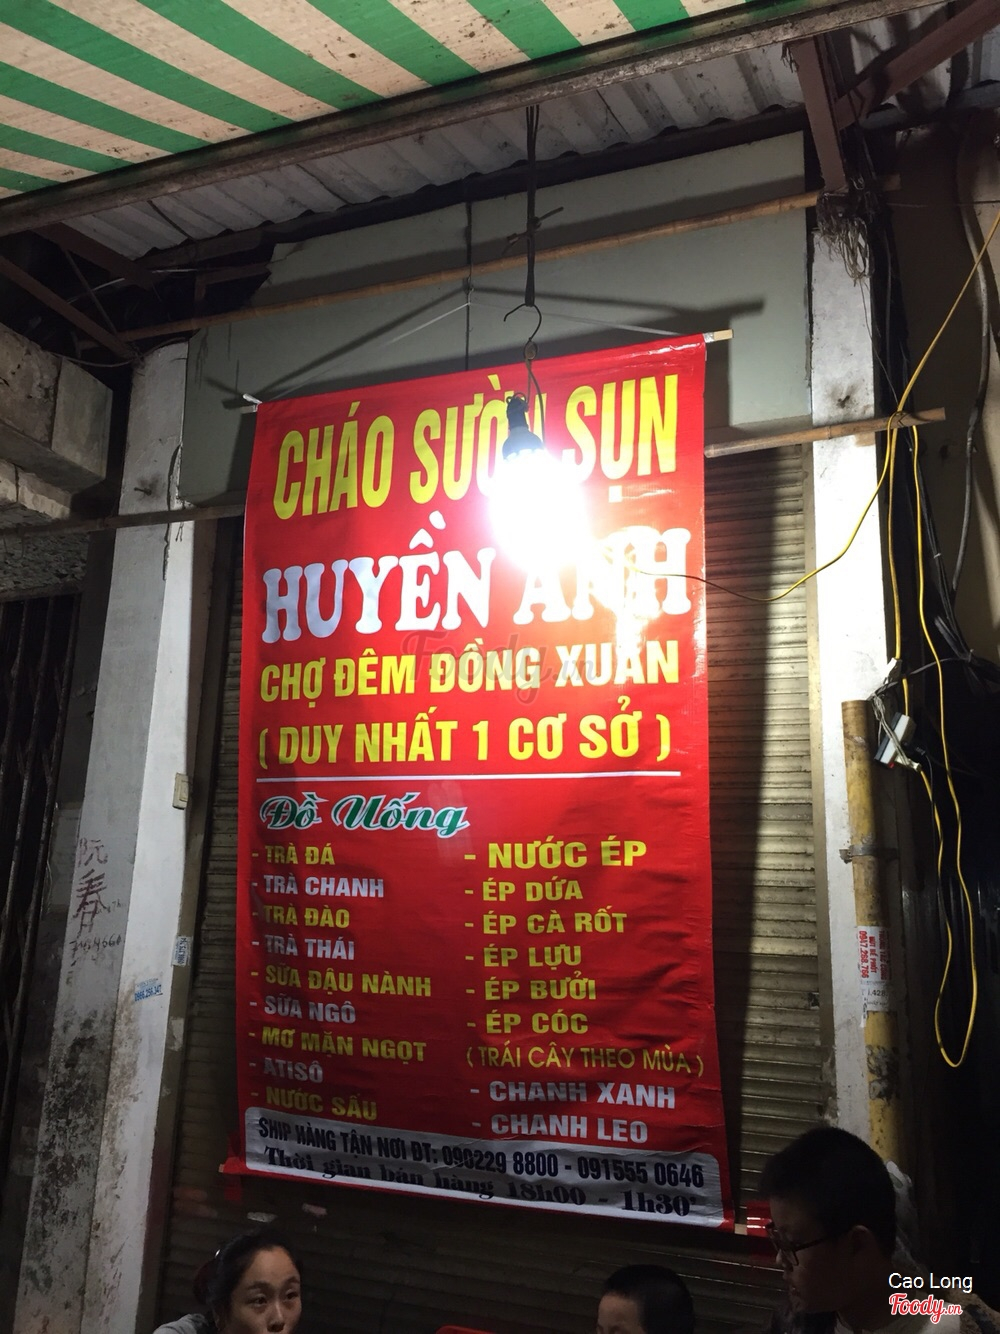 CHÁO SƯỜN SỤN
HUYỀN ANH
CHỢ ĐÊM ĐỒNG XUÂN
( DUY NHẤT 1 CƠ SỞ )
Đồ Uống
- TRÀ ĐÁ
- TRÀ CHANH
- TRÀ ĐÀO
- TRÀ THÁI
- SỮA ĐẬU NÀNH
- SỮA NGÔ
- MƠ MẶN NGỌT
- ATISÔ
- NƯỚC SẤU
- NƯỚC ÉP
- ÉP DỨA
- ÉP CÀ RỐT
- ÉP LỰU
- ÉP BƯỞI
- ÉP CÓC
( TRÁI CÂY THEO MÙA )
- CHANH XANH
- CHANH LEO
SHIP HÀNG TẬN NƠI ĐT: 090229 8800 - 091555 0646
Thời gian bán hàng 18h00 - 1h30'
Foody.vn
Cao Long
Foody.vn